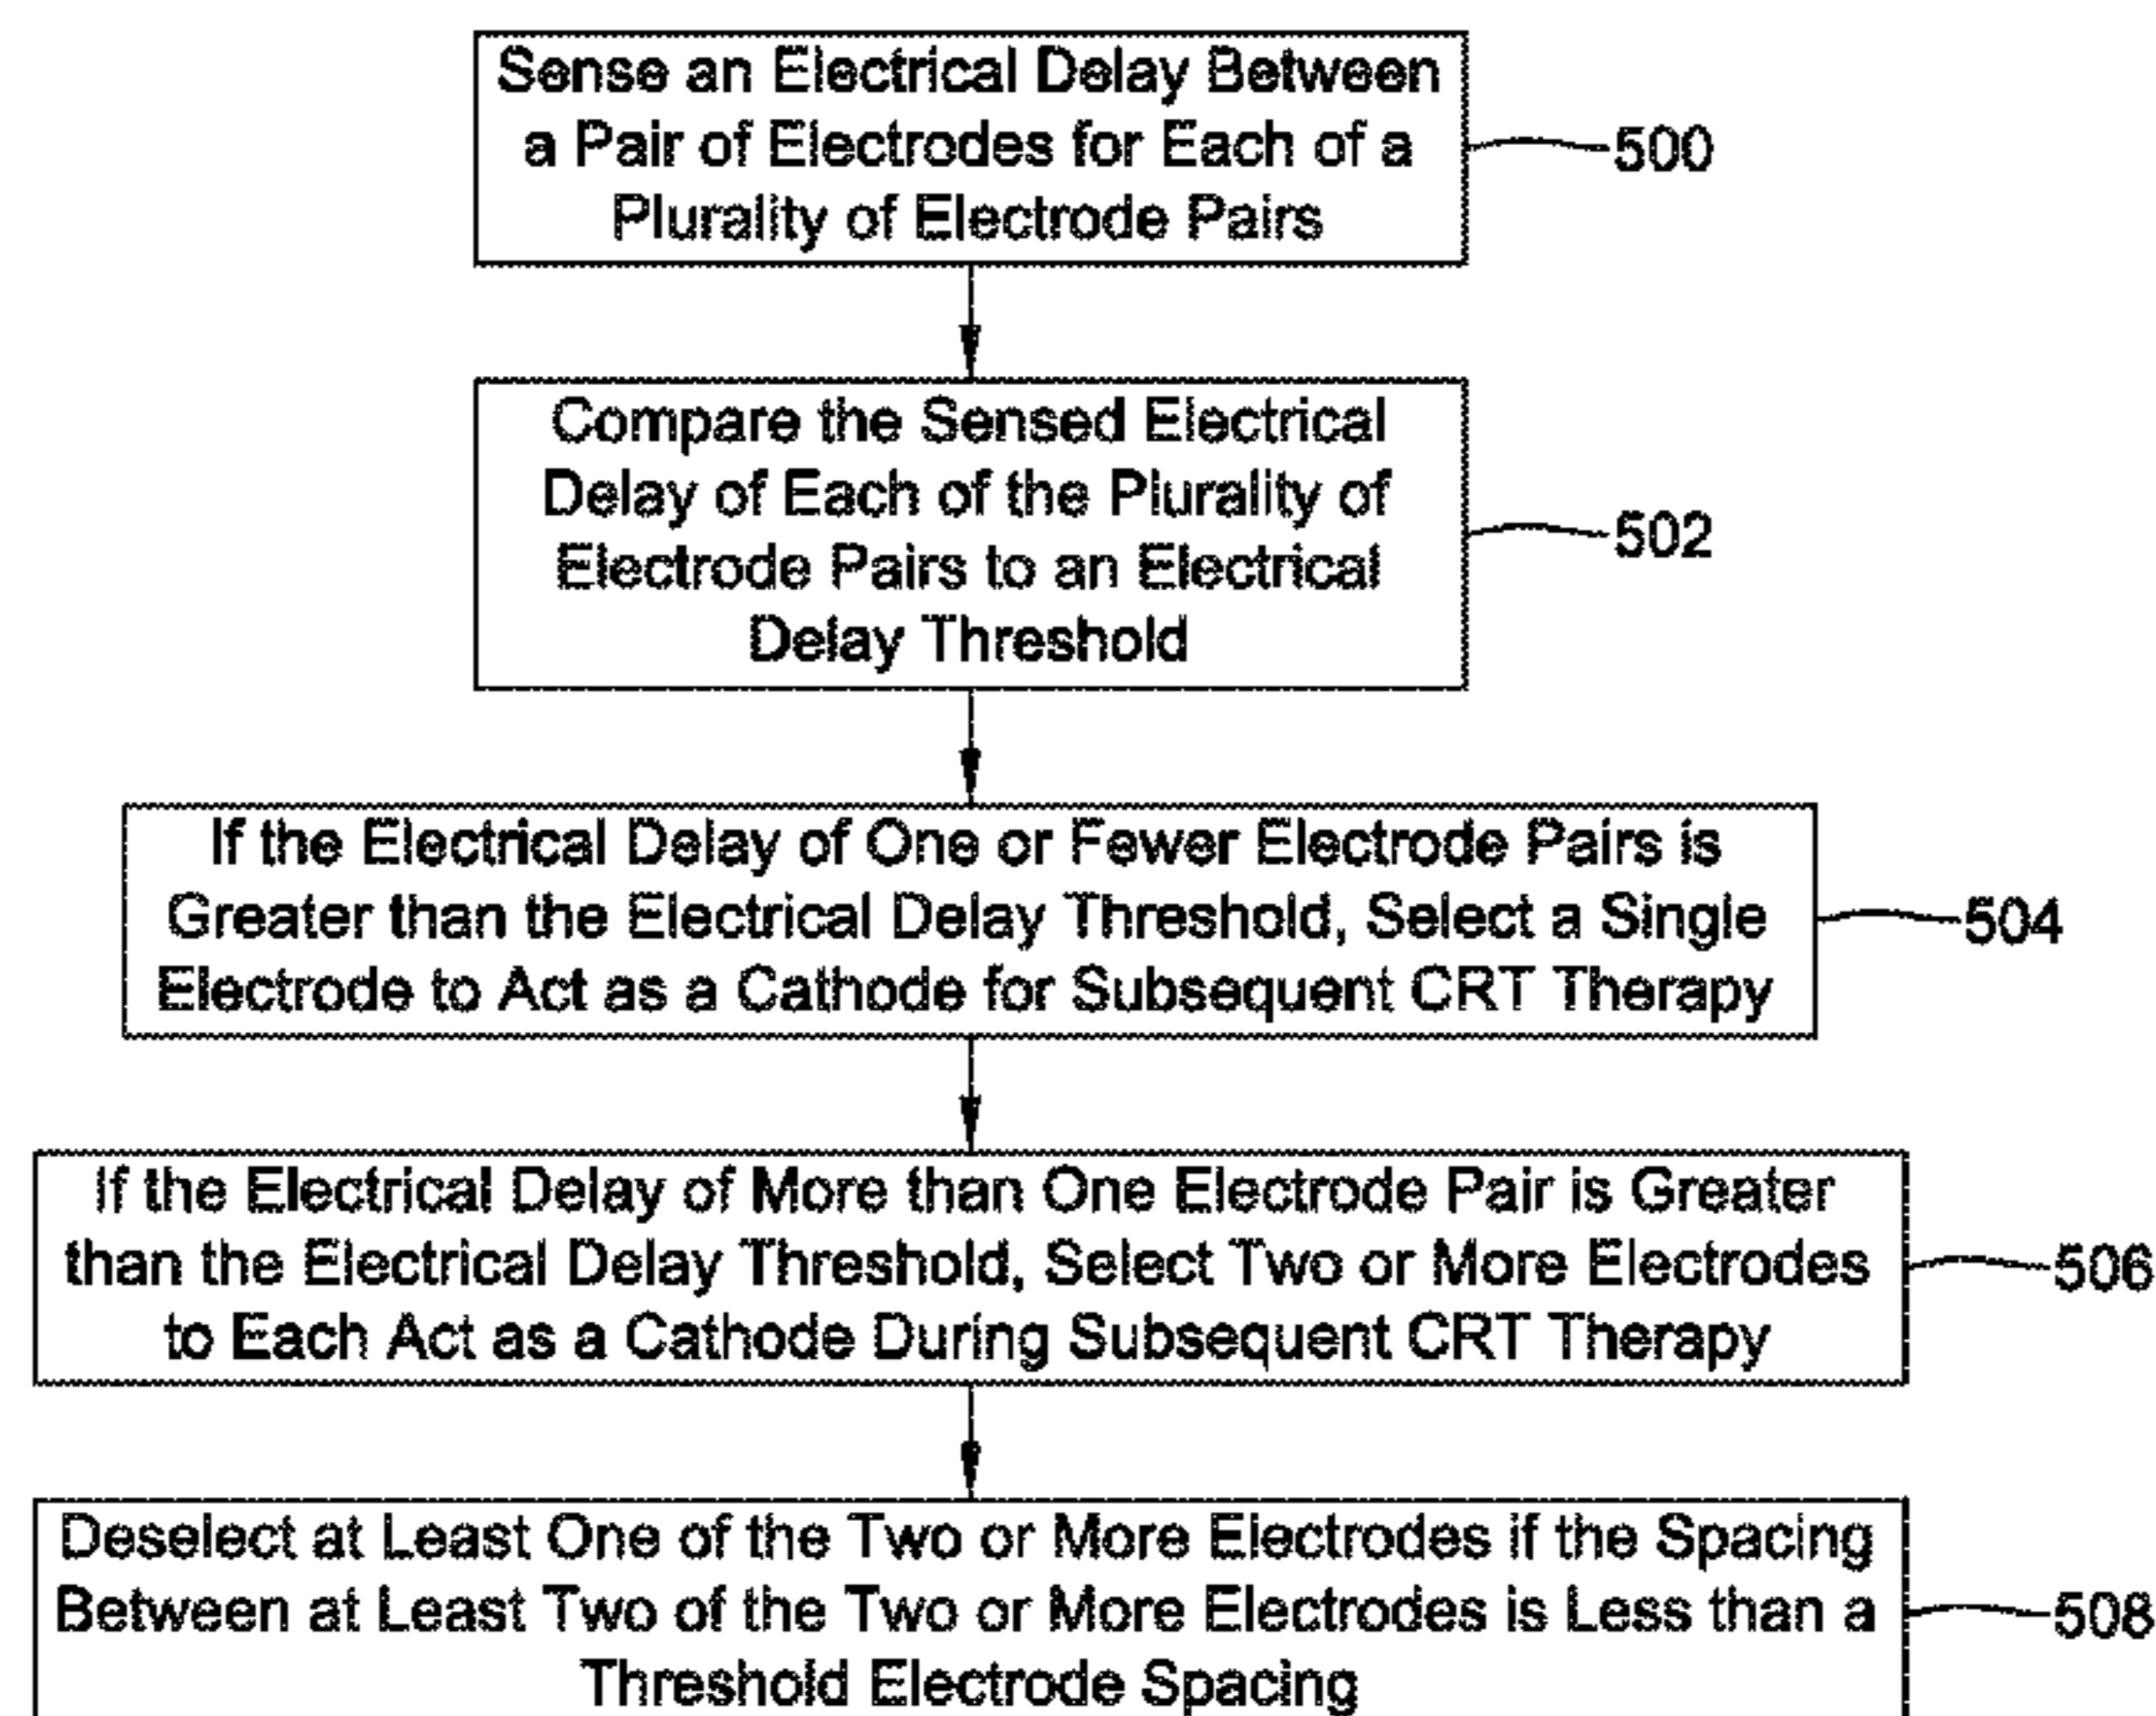 Sense an Electrical Delay Between
a Pair of Electrodes for Each of a
Plurality of Electrode Pairs
500
Compare the Sensed Electrical
Delay of Each of the Plurality of
Electrode Pairs to an Electrical
Delay Threshold
502
If the Electrical Delay of One or Fewer Electrode Pairs is
Greater than the Electrical Delay Threshold, Select a Single
Electrode to Act as a Cathode for Subsequent CRT Therapy
504
If the Electrical Delay of More than One Electrode Pair is Greater
than the Electrical Delay Threshold, Select Two or More Electrodes
to Each Act as a Cathode During Subsequent CRT Therapy
506
Deselect at Least One of the Two or More Electrodes if the Spacing
Between at Least Two of the Two or More Electrodes is Less than a
Threshold Electrode Spacing
508